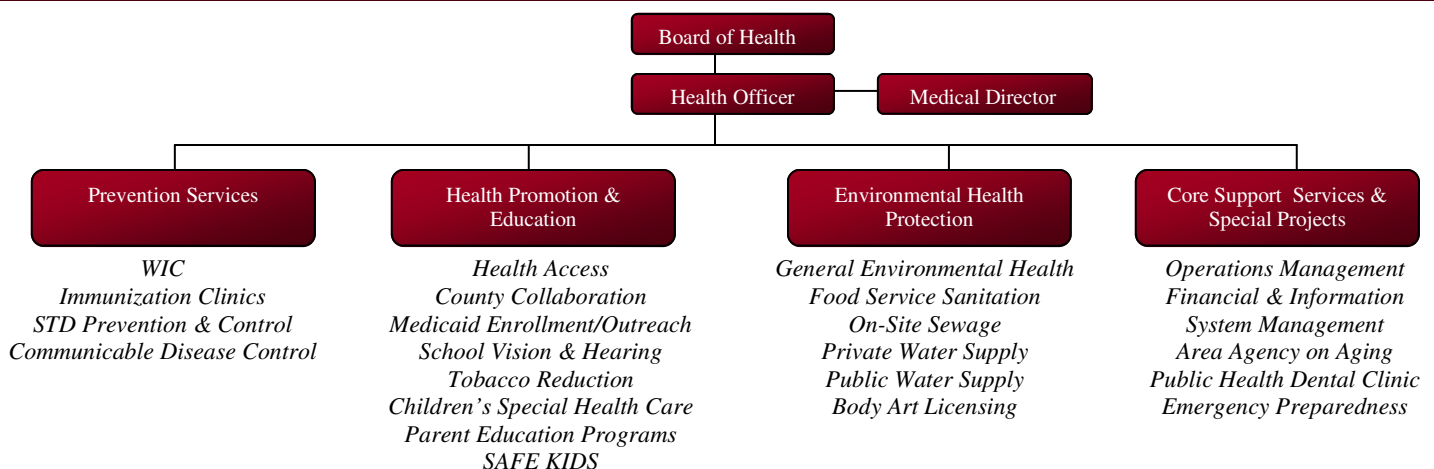 Board of Health
Health Officer
Medical Director
Prevention Services
WIC
Immunization Clinics
STD Prevention & Control
Communicable Disease Control
Health Promotion &
Education
Health Access
County Collaboration
Medicaid Enrollment/Outreach
School Vision & Hearing
Tobacco Reduction
Children's Special Health Care
Parent Education Programs
SAFE KIDS
Environmental Health
Protection
General Environmental Health
Food Service Sanitation
On-Site Sewage
Private Water Supply
Public Water Supply
Body Art Licensing
Core Support Services &
Special Projects
Operations Management
Financial & Information
System Management
Area Agency on Aging
Public Health Dental Clinic
Emergency Preparedness